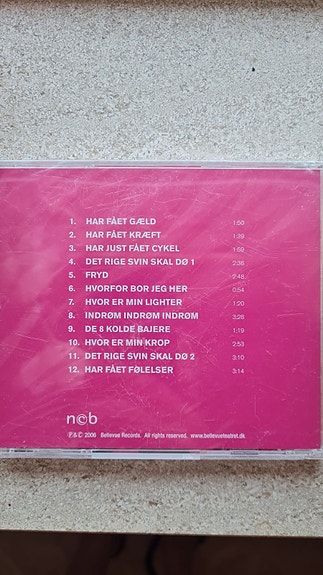 1. HAR FÅET GÆLD 1:50
2. HAR FÅET KRÆFT 1:39
3. HAR JUST FÅET CYKEL 1:59
4. DET RIGE SVIN SKAL DØ 1 2:36
5. FRYD 2:48
6. HVORFOR BOR JEG HER 0:54
7. HVOR ER MIN LIGHTER 1:20
8. INDRØM INDRØM INDRØM 3:28
9. DE 8 KOLDE BAJERE 1:19
10. HVOR ER MIN KROP 2:53
11. DET RIGE SVIN SKAL DØ 2 3:10
12. HAR FÅET FØLELSER 3:14
n©b
℗ & © 2006 Bellevue Records. All rights reserved. www.bellevueteatret.dk